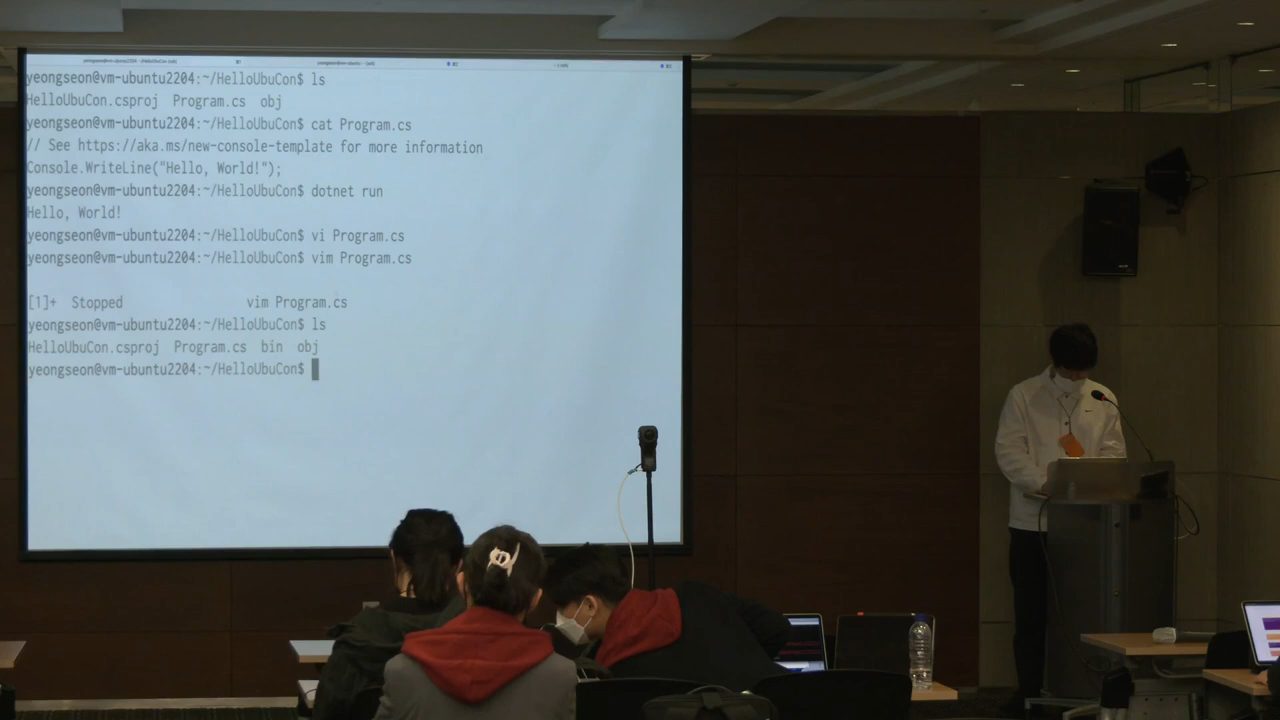 yeongseon@vm-ubuntu2204:~/HelloUbuCon$ ls
HelloUbuCon.csproj  Program.cs  obj
yeongseon@vm-ubuntu2204:~/HelloUbuCon$ cat Program.cs
// See https://aka.ms/new-console-template for more information
Console.WriteLine("Hello, World!");
yeongseon@vm-ubuntu2204:~/HelloUbuCon$ dotnet run
Hello, World!
yeongseon@vm-ubuntu2204:~/HelloUbuCon$ vi Program.cs
yeongseon@vm-ubuntu2204:~/HelloUbuCon$ vim Program.cs
[1]+  Stopped                 vim Program.cs
yeongseon@vm-ubuntu2204:~/HelloUbuCon$ ls
HelloUbuCon.csproj  Program.cs  bin  obj
yeongseon@vm-ubuntu2204:~/HelloUbuCon$